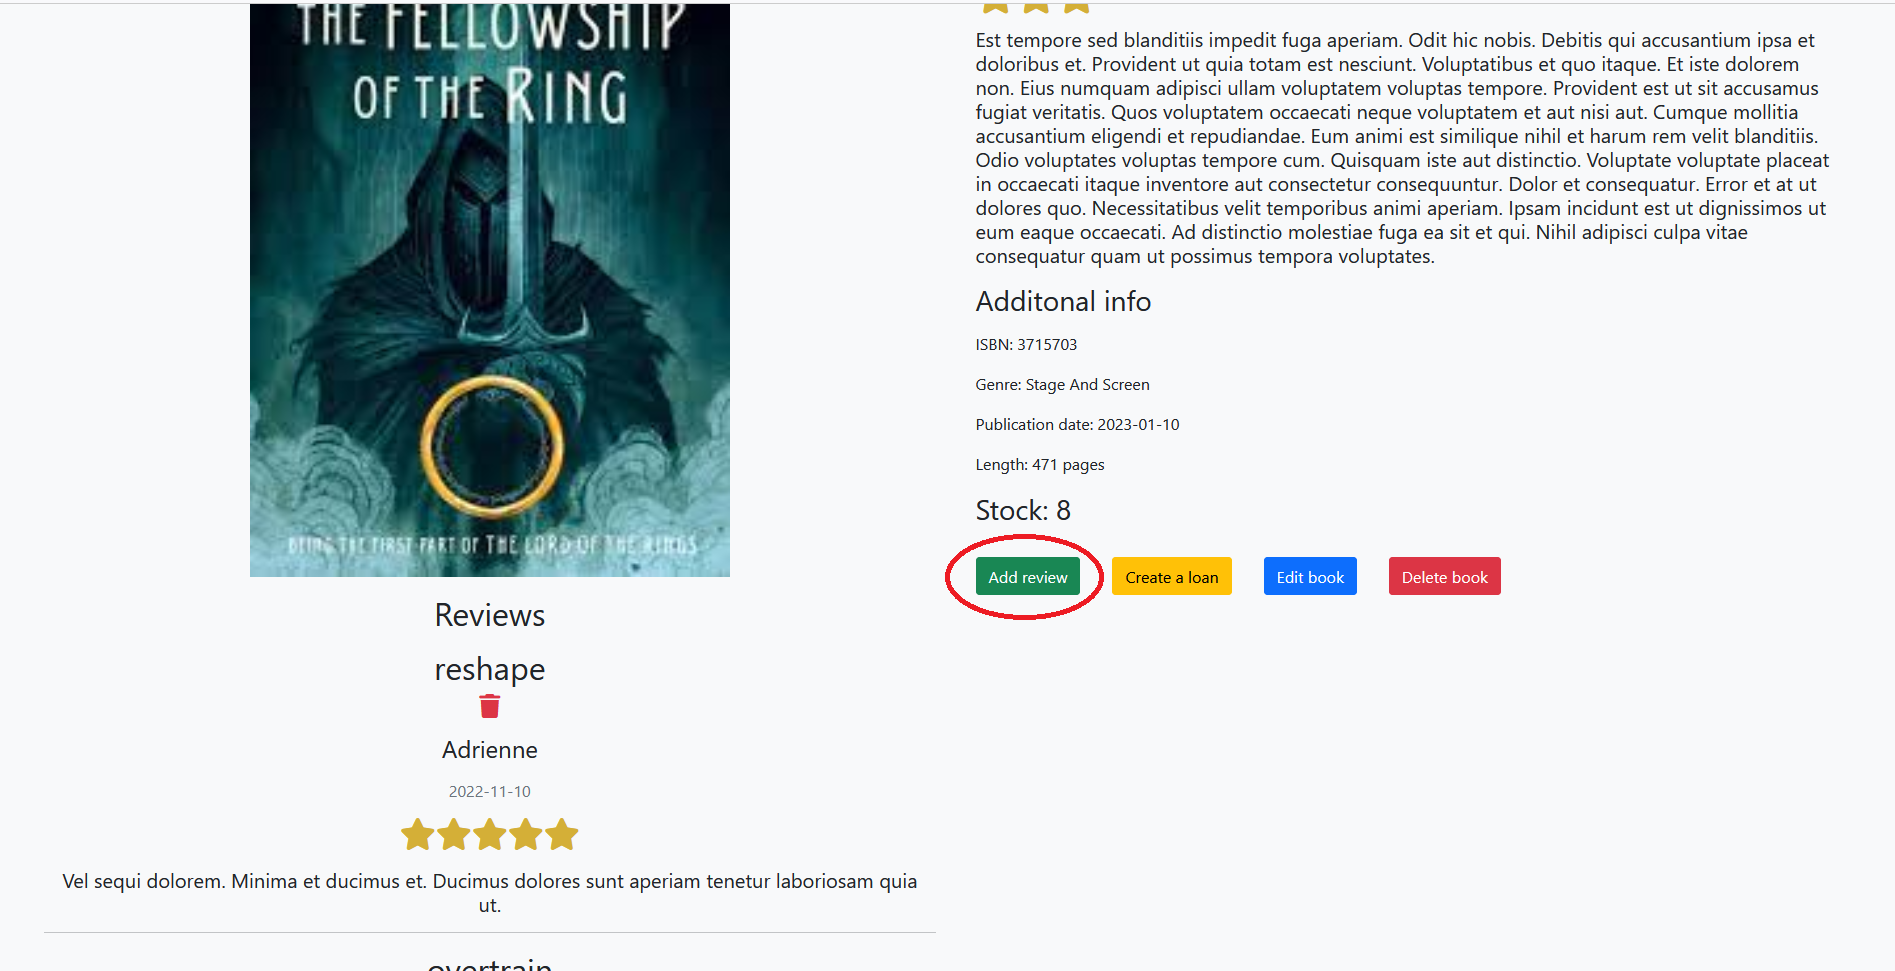 THE FELLOWSHIP
OF THE RING
BEING THE FIRST PART OF THE LORD OF THE RINGS
Reviews
reshape
Adrienne
2022-11-10
Vel sequi dolorem. Minima et ducimus et. Ducimus dolores sunt aperiam tenetur laboriosam quia
ut.
overtrain
Est tempore sed blanditiis impedit fuga aperiam. Odit hic nobis. Debitis qui accusantium ipsa et
doloribus et. Provident ut quia totam est nesciunt. Voluptatibus et quo itaque. Et iste dolorem
non. Eius numquam adipisci ullam voluptatem voluptas tempore. Provident est ut sit accusamus
fugiat veritatis. Quos voluptatem occaecati neque voluptatem et aut nisi aut. Cumque mollitia
accusantium eligendi et repudiandae. Eum animi est similique nihil et harum rem velit blanditiis.
Odio voluptates voluptas tempore cum. Quisquam iste aut distinctio. Voluptate voluptate placeat
in occaecati itaque inventore aut consectetur consequuntur. Dolor et consequatur. Error et at ut
dolores quo. Necessitatibus velit temporibus animi aperiam. Ipsam incidunt est ut dignissimos ut
eum eaque occaecati. Ad distinctio molestiae fuga ea sit et qui. Nihil adipisci culpa vitae
consequatur quam ut possimus tempora voluptates.
Additonal info
ISBN: 3715703
Genre: Stage And Screen
Publication date: 2023-01-10
Length: 471 pages
Stock: 8
Add review Create a loan Edit book Delete book